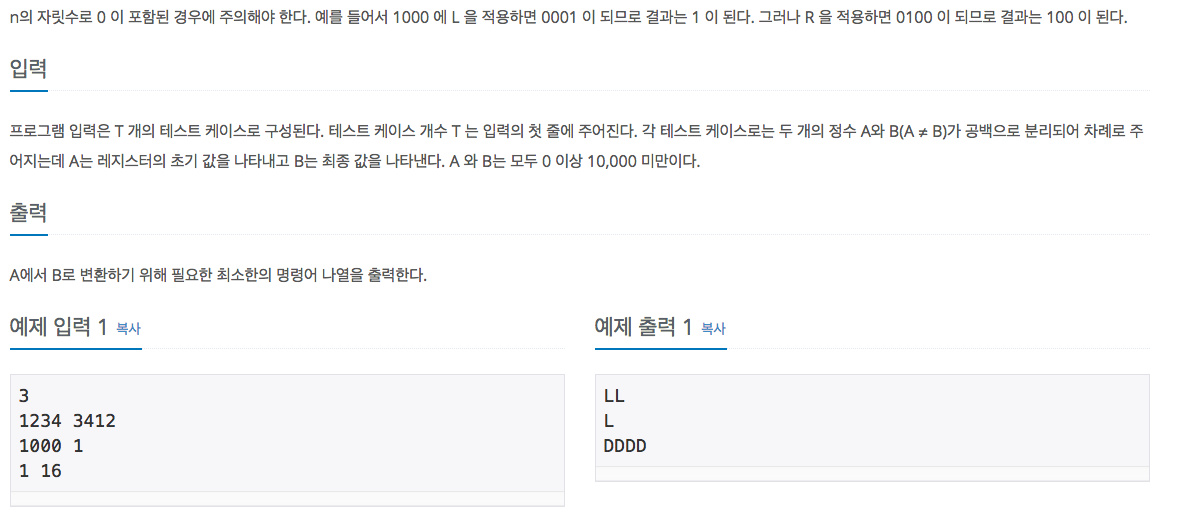 n의 자릿수로 0 이 포함된 경우에 주의해야 한다. 예를 들어서 1000 에 L 을 적용하면 0001 이 되므로 결과는 1 이 된다. 그러나 R 을 적용하면 0100 이 되므로 결과는 100 이 된다.
입력
프로그램 입력은 T 개의 테스트 케이스로 구성된다. 테스트 케이스 개수 T 는 입력의 첫 줄에 주어진다. 각 테스트 케이스로는 두 개의 정수 A와 B(A ≠ B)가 공백으로 분리되어 차례로 주
어지는데 A는 레지스터의 초기 값을 나타내고 B는 최종 값을 나타낸다. A 와 B는 모두 0 이상 10,000 미만이다.
출력
A에서 B로 변환하기 위해 필요한 최소한의 명령어 나열을 출력한다.
예제 입력 1 복사
3
1234 3412
1000 1
1 16
예제 출력 1 복사
LL
L
DDDD